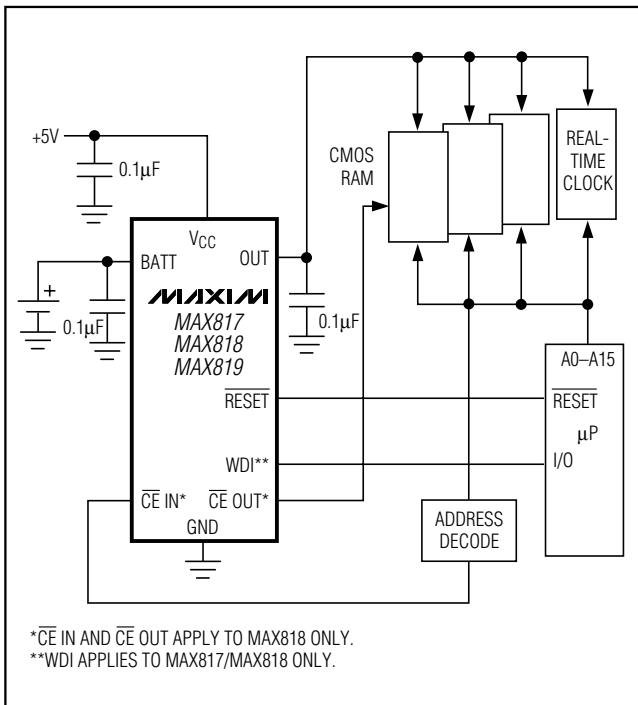 +5V
0.1µF
CMOS
RAM
REAL-
TIME
CLOCK
VCC
BATT
OUT
+
0.1µF
MAXIM
MAX817
MAX818
MAX819
0.1µF
A0–A15
RESET
RESET
µP
WDI**
I/O
CE IN*
CE OUT*
GND
ADDRESS
DECODE
*CE IN AND CE OUT APPLY TO MAX818 ONLY.
**WDI APPLIES TO MAX817/MAX818 ONLY.